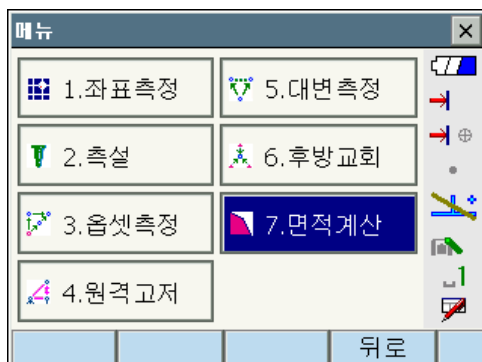 메뉴
1.좌표측정
5.대변측정
2.측설
6.후방교회
3.옵셋측정
7.면적계산
4.원격고저
1
뒤로